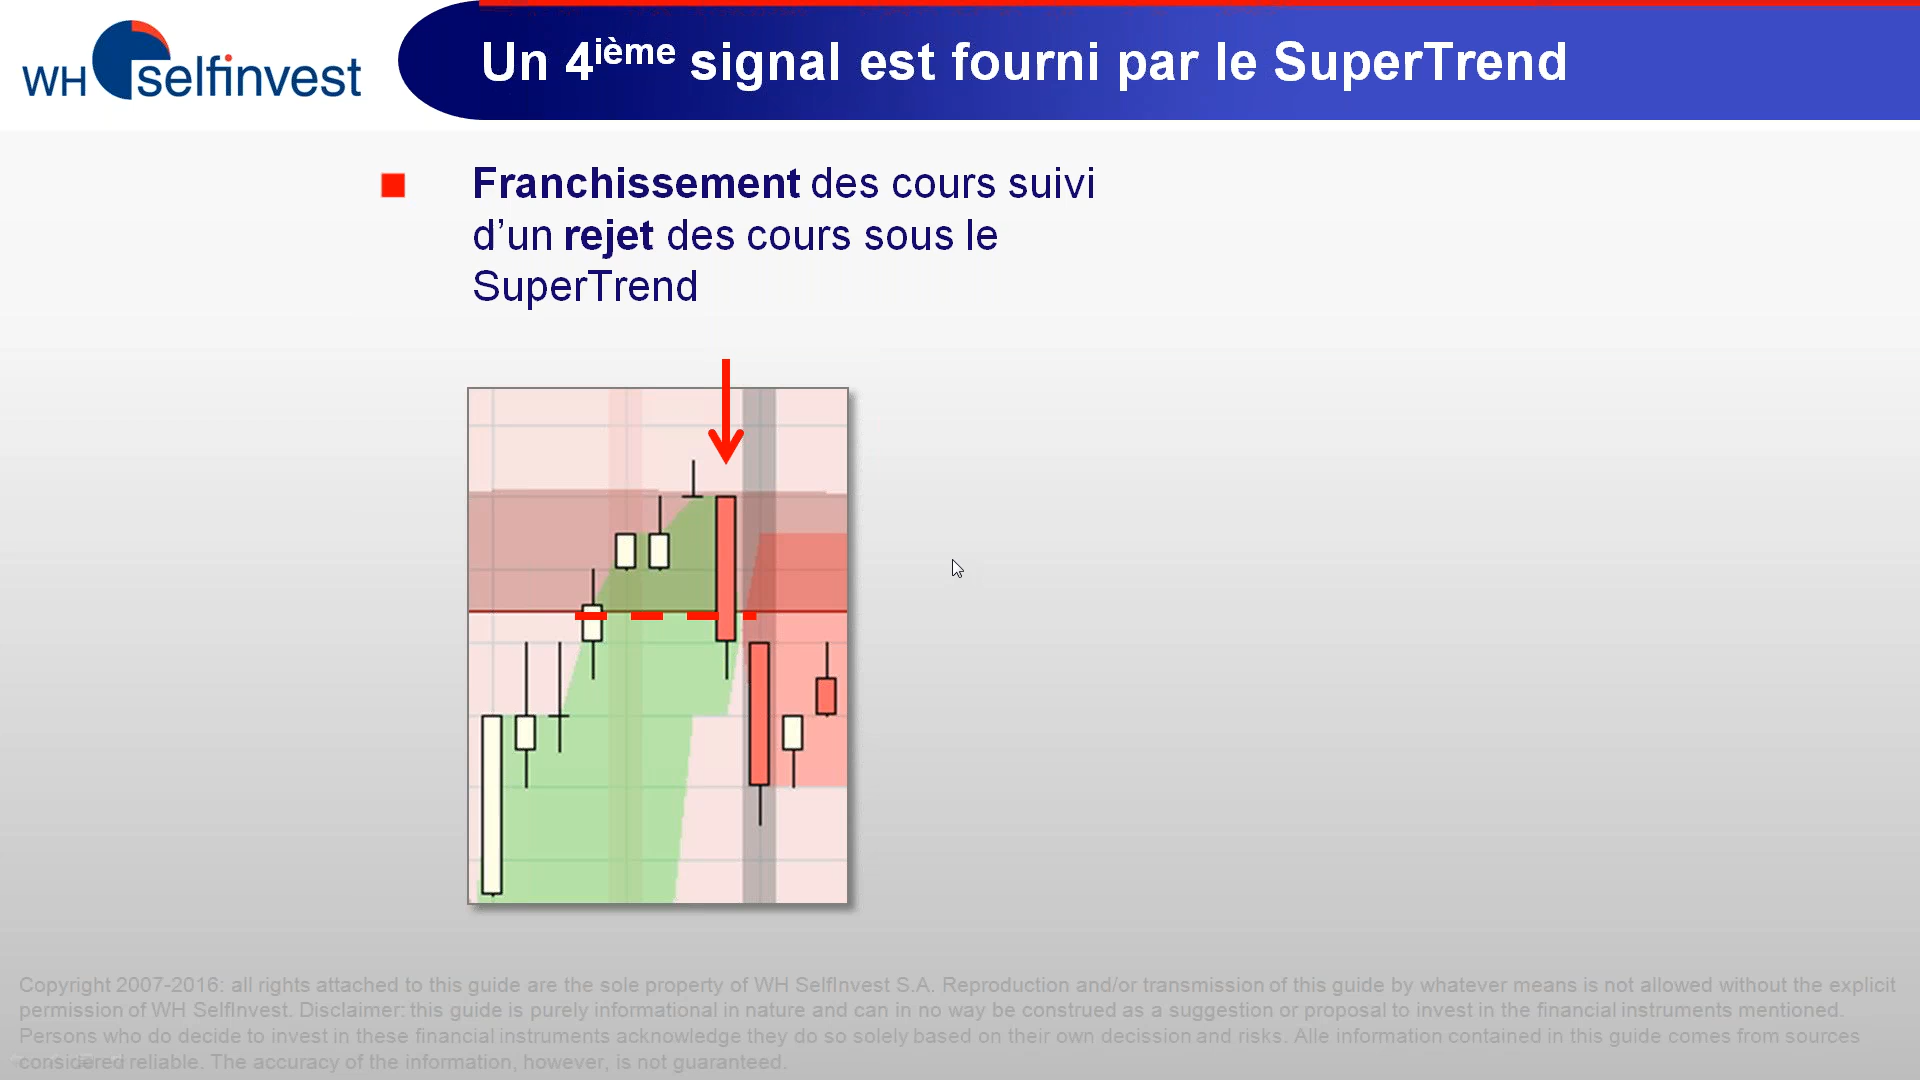 WH selfinvest
Un 4ième signal est fourni par le SuperTrend
Franchissement des cours suivi
d’un rejet des cours sous le
SuperTrend
Copyright 2007-2016: all rights attached to this guide are the sole property of WH SelfInvest S.A. Reproduction and/or transmission of this guide by whatever means is not allowed without the explicit
permission of WH SelfInvest. Disclaimer: this guide is purely informational in nature and can in no way be construed as a suggestion or proposal to invest in the financial instruments mentioned.
Persons who do decide to invest in these financial instruments acknowledge they do so solely based on their own decission and risks. Alle information contained in this guide comes from sources
considered reliable. The accuracy of the information, however, is not guaranteed.